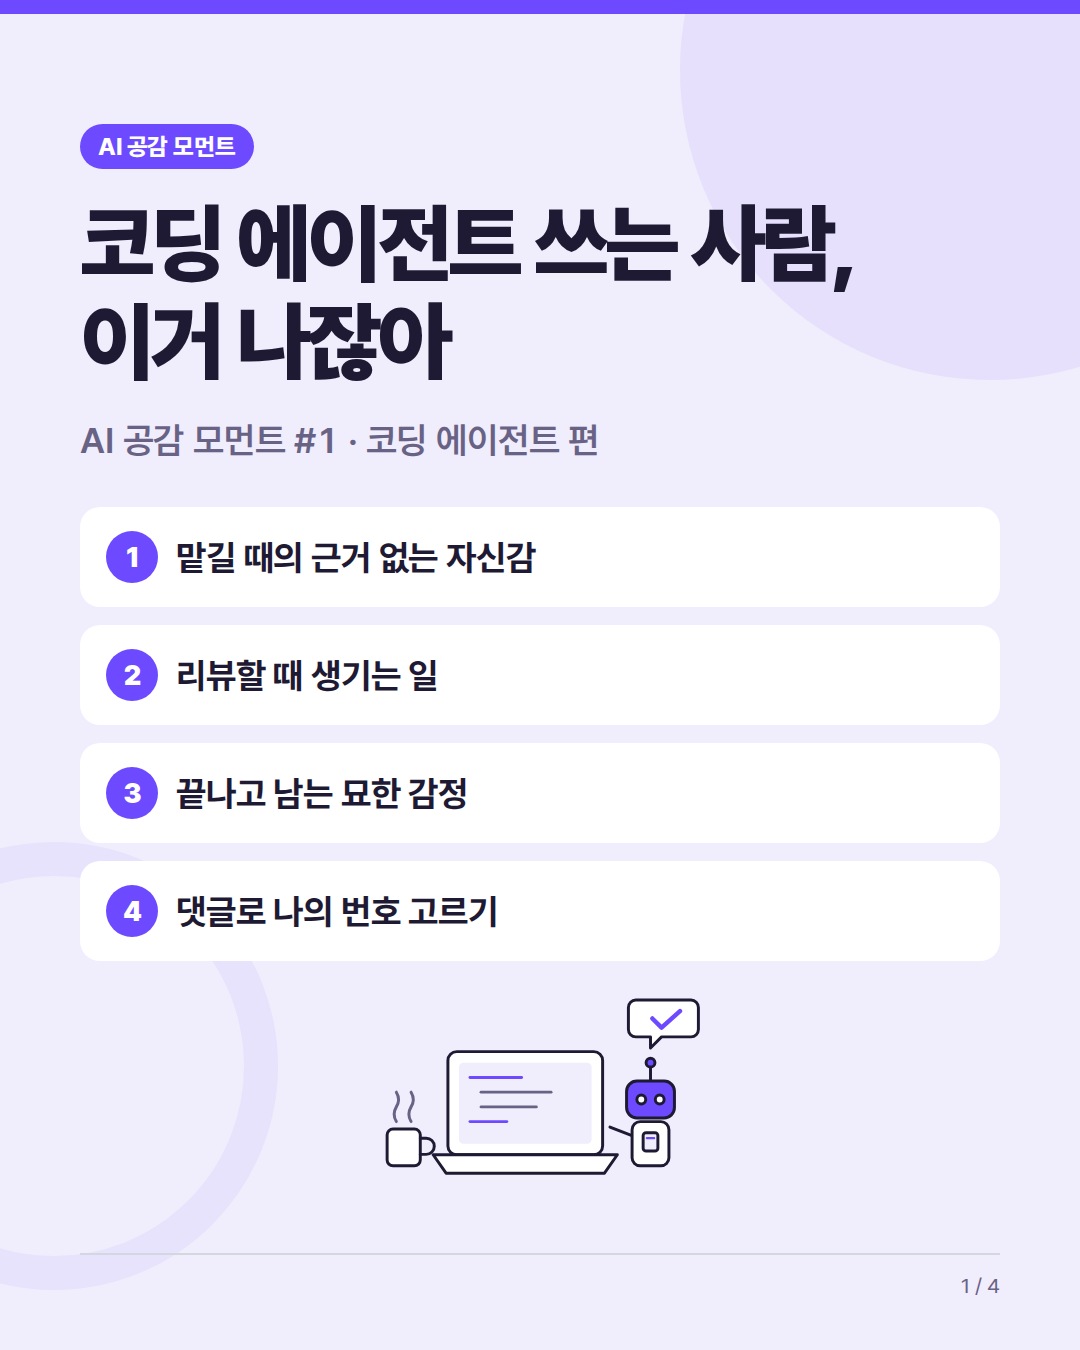 AI 공감 모먼트
코딩 에이전트 쓰는 사람,
이거 나잖아
AI 공감 모먼트 #1 · 코딩 에이전트 편
1 맡길 때의 근거 없는 자신감
2 리뷰할 때 생기는 일
3 끝나고 남는 묘한 감정
4 댓글로 나의 번호 고르기
1 / 4